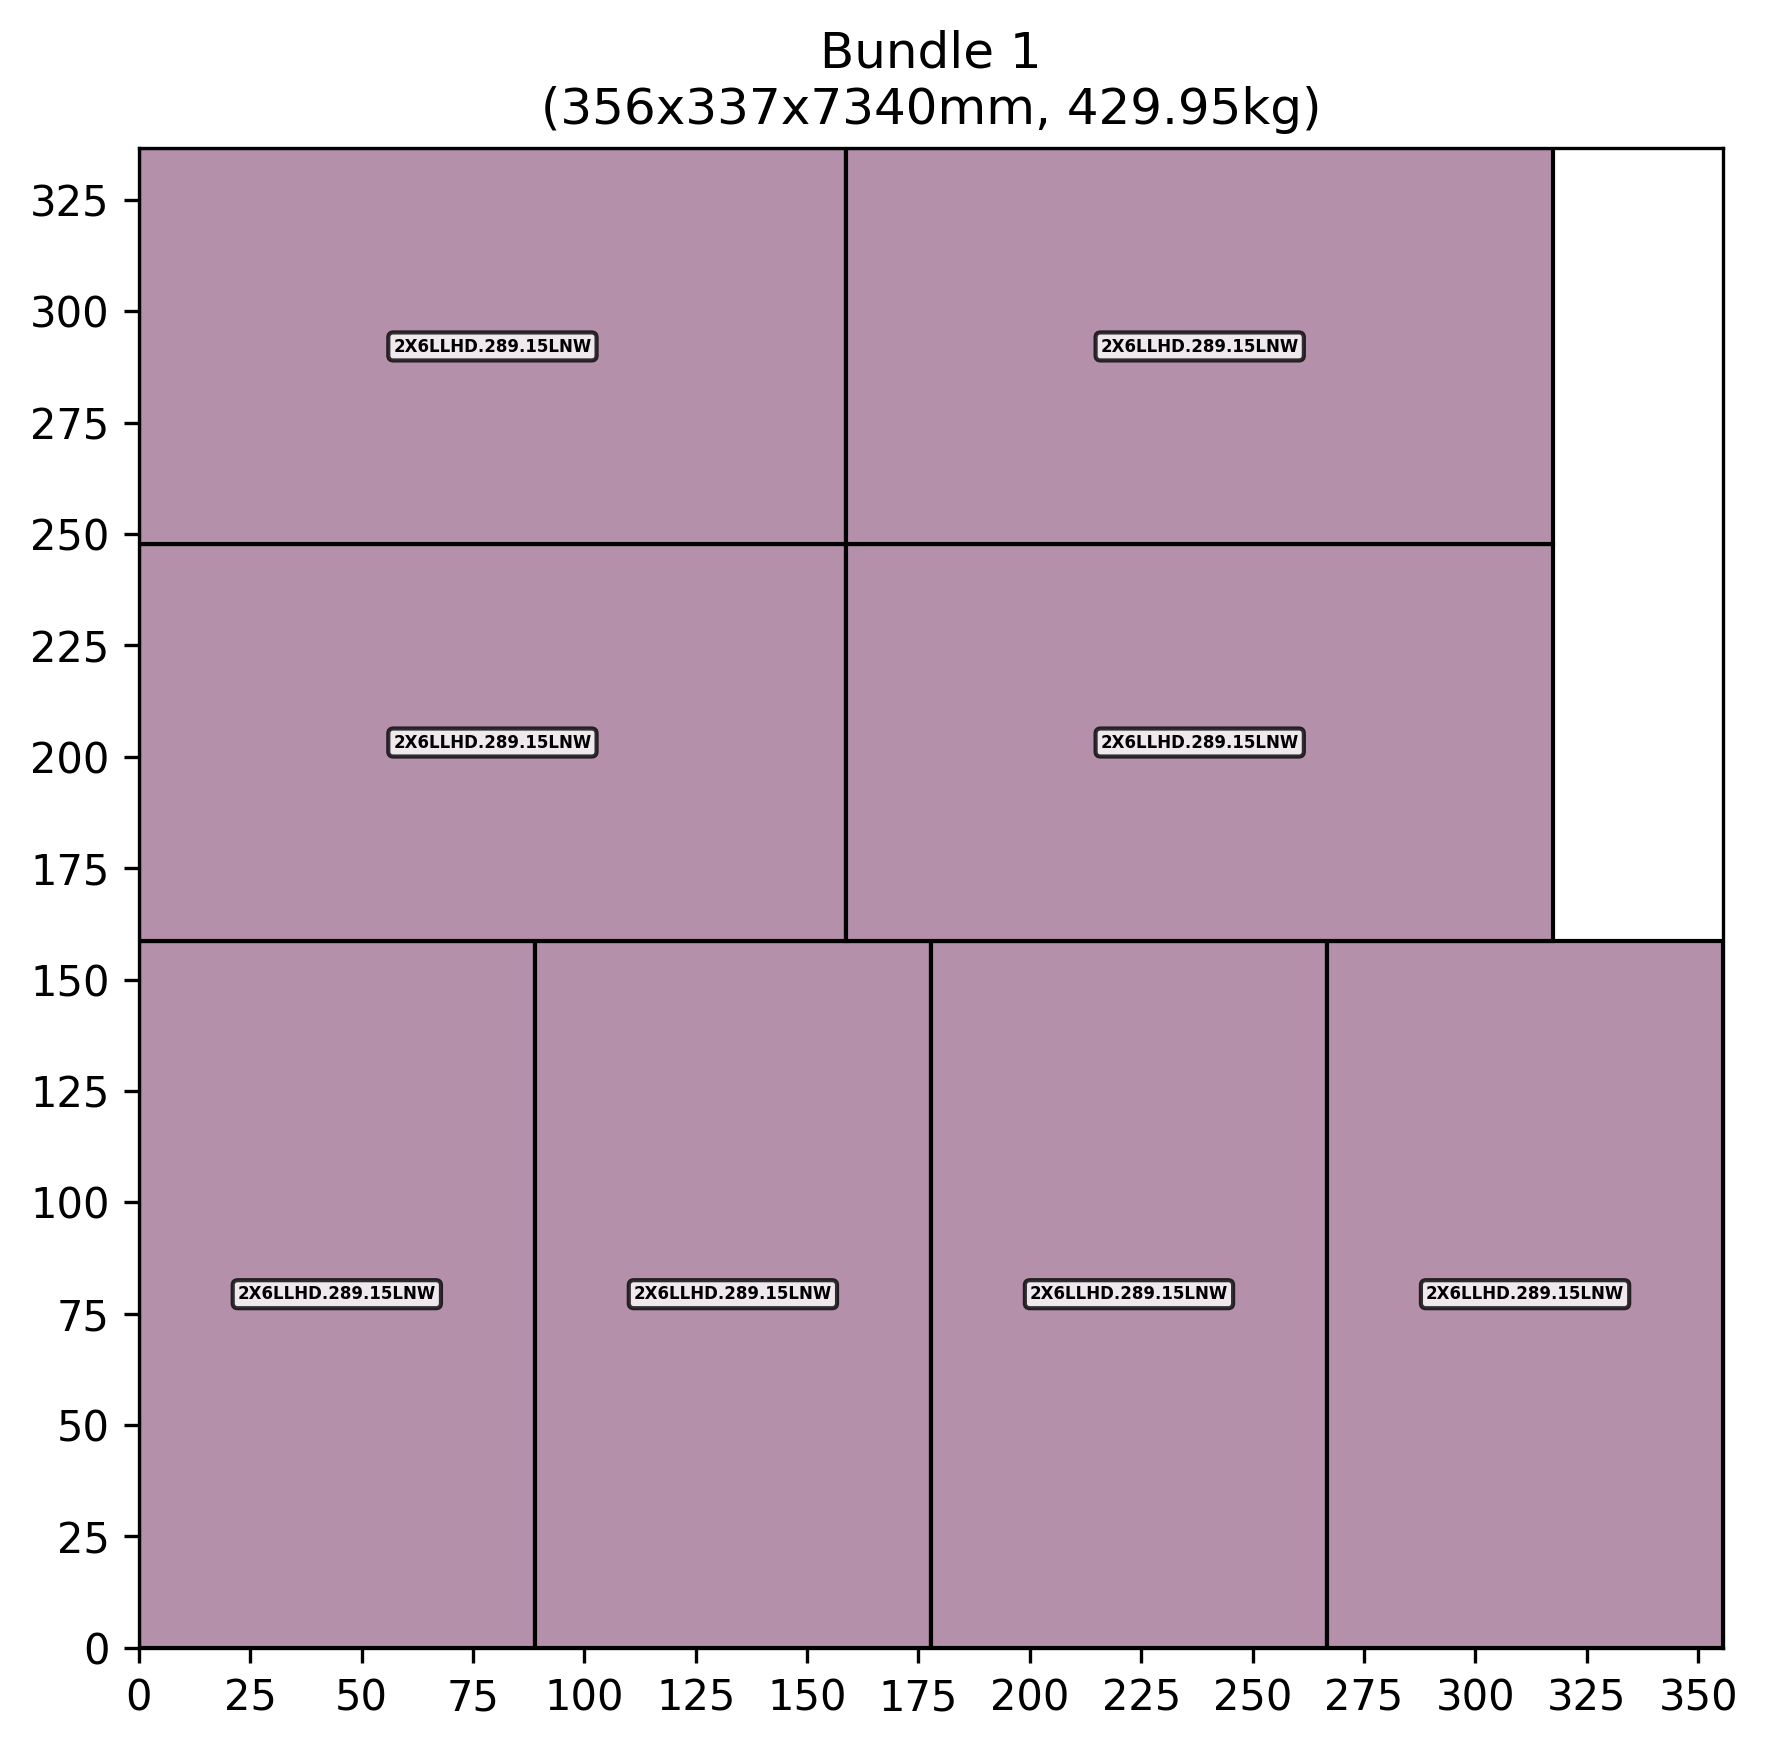 Bundle 1
(356x337x7340mm, 429.95kg)
325
300
275
250
225
200
175
150
125
100
75
50
25
0
2X6LLHD.289.15LNW 2X6LLHD.289.15LNW
2X6LLHD.289.15LNW 2X6LLHD.289.15LNW
2X6LLHD.289.15LNW 2X6LLHD.289.15LNW 2X6LLHD.289.15LNW 2X6LLHD.289.15LNW
0 25 50 75 100 125 150 175 200 225 250 275 300 325 350